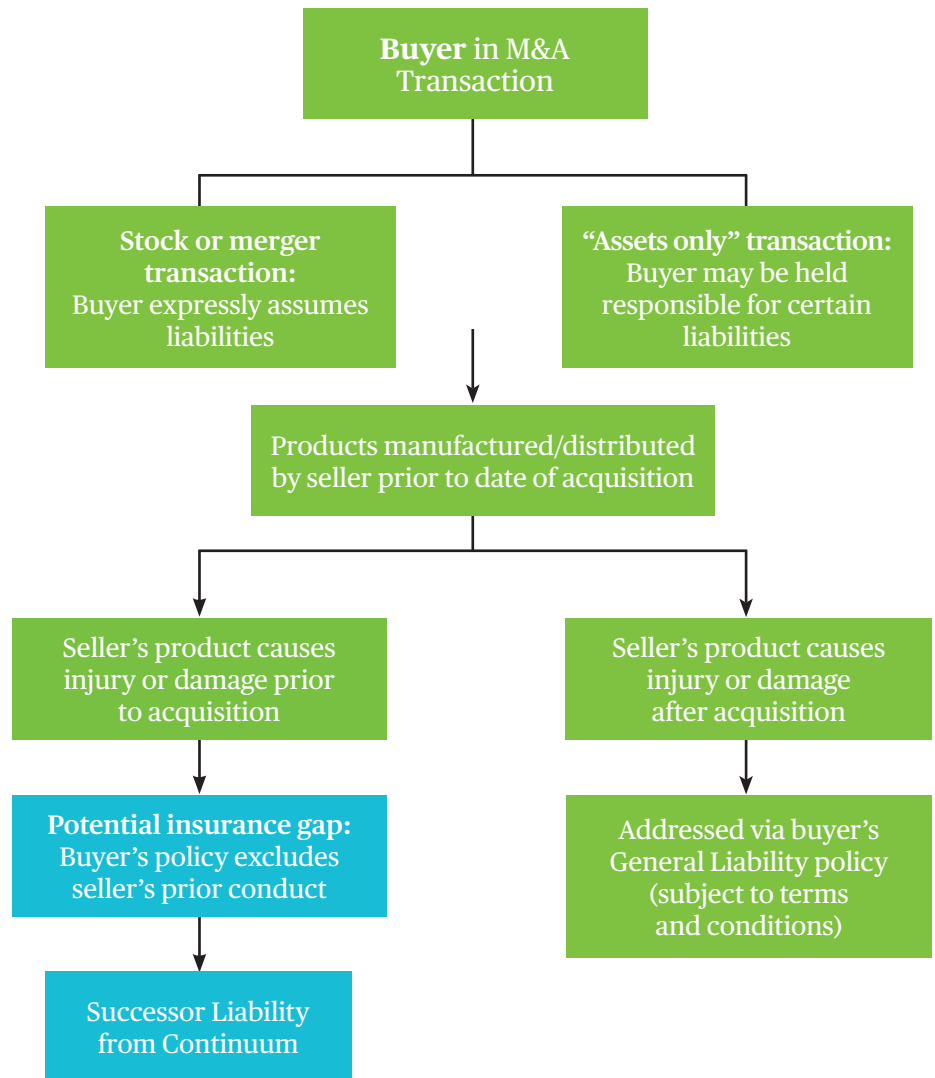 Buyer in M&A
Transaction
Stock or merger
transaction:
Buyer expressly assumes
liabilities
“Assets only” transaction:
Buyer may be held
responsible for certain
liabilities
Products manufactured/distributed
by seller prior to date of acquisition
Seller’s product causes
injury or damage prior
to acquisition
Seller’s product causes
injury or damage
after acquisition
Potential insurance gap:
Buyer’s policy excludes
seller’s prior conduct
Addressed via buyer’s
General Liability policy
(subject to terms
and conditions)
Successor Liability
from Continuum